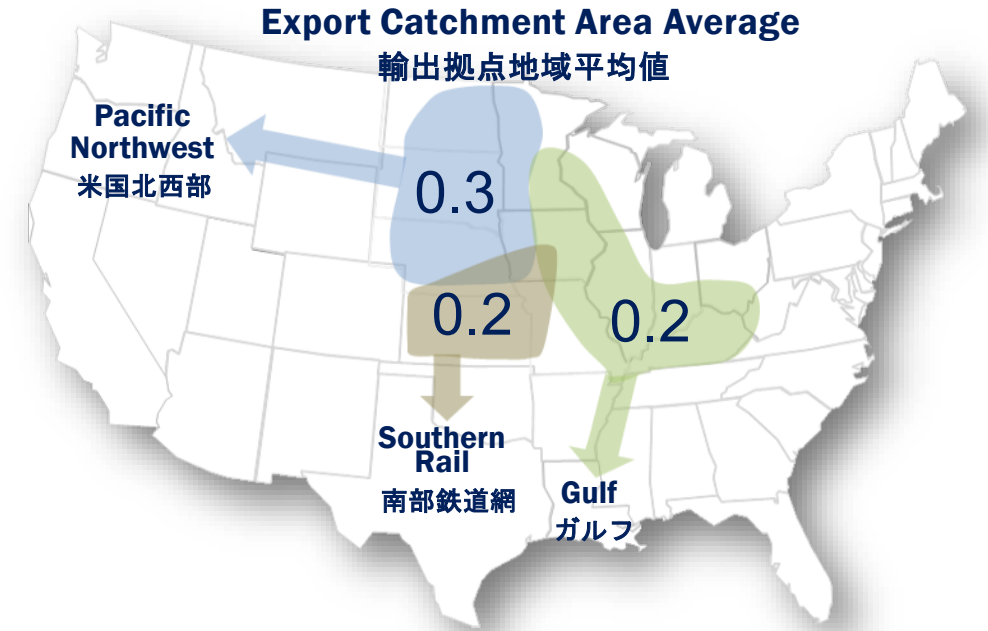 Export Catchment Area Average
輸出拠点地域平均値
Pacific
Northwest
米国北西部
0.3
0.2
0.2
Southern
Rail
南部鉄道網
Gulf
ガルフ